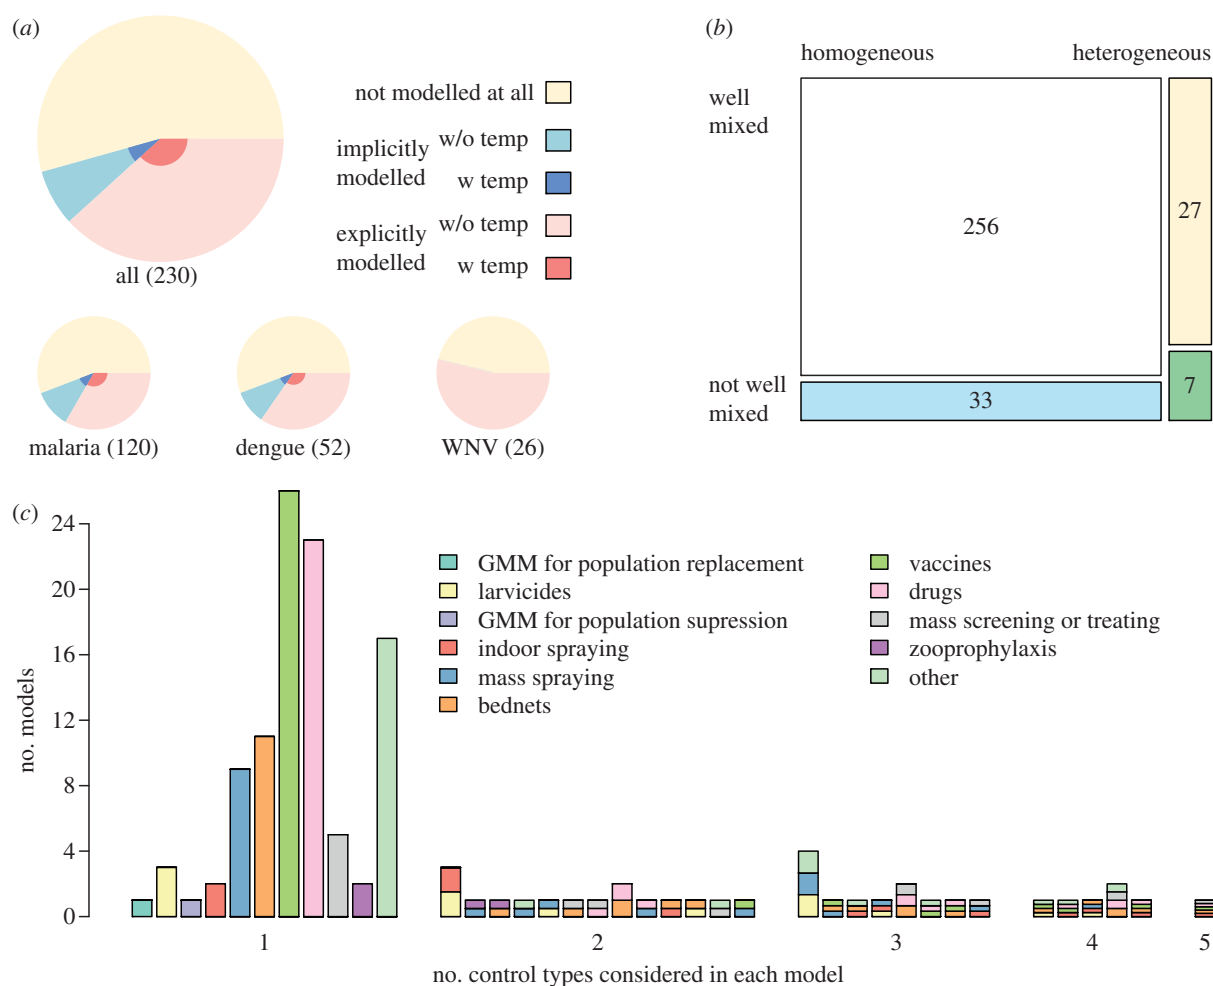 (a)
not modelled at all
implicitly modelled
w/o temp
w temp
explicitly modelled
w/o temp
w temp
all (230)
malaria (120)
dengue (52)
WNV (26)
(b)
homogeneous
heterogeneous
well mixed
256
27
not well mixed
33
7
(c)
no. models
24
20
16
12
8
4
0
GMM for population replacement
larvicides
GMM for population supression
indoor spraying
mass spraying
bednets
vaccines
drugs
mass screening or treating
zooprophylaxis
other
1
2
3
4
5
no. control types considered in each model